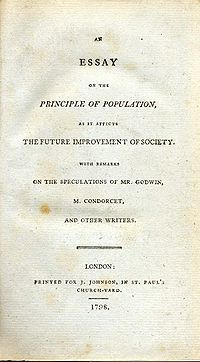 AN
ESSAY
ON THE
PRINCIPLE OF POPULATION,
AS IT AFFECTS
THE FUTURE IMPROVEMENT OF SOCIETY.
WITH REMARKS
ON THE SPECULATIONS OF MR. GODWIN,
M. CONDORCET,
AND OTHER WRITERS.
LONDON:
PRINTED FOR J. JOHNSON, IN ST. PAUL'S
CHURCH-YARD.
1798.